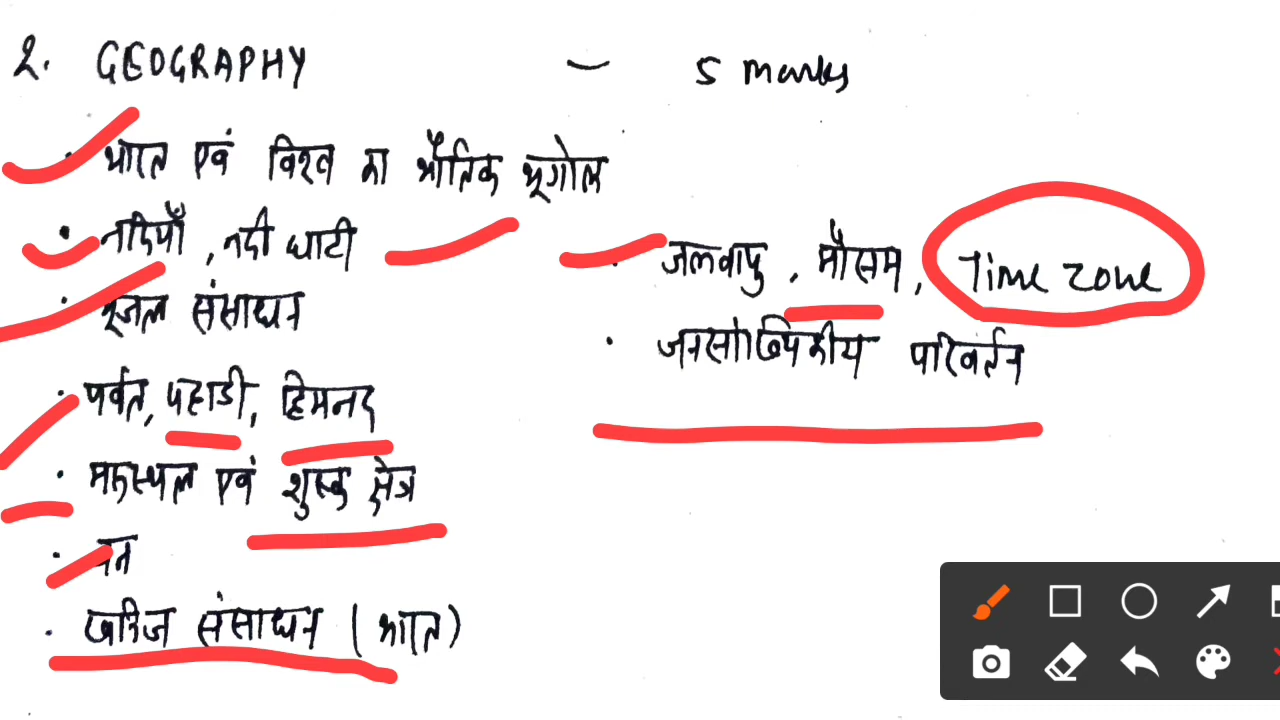 2. GEOGRAPHY — 5 marks
• भारत एवं विश्व का भौतिक भूगोल
• नदियाँ, नदी घाटी
• भूजल संसाधन
• पर्वत, पहाडी, हिमनद
• मरुस्थल एवं शुस्क क्षेत्र
• वन
• खनिज संसाधन (भारत)
• जलवायु, मौसम, Time zone
• जनसांख्यिकीय परिवर्तन